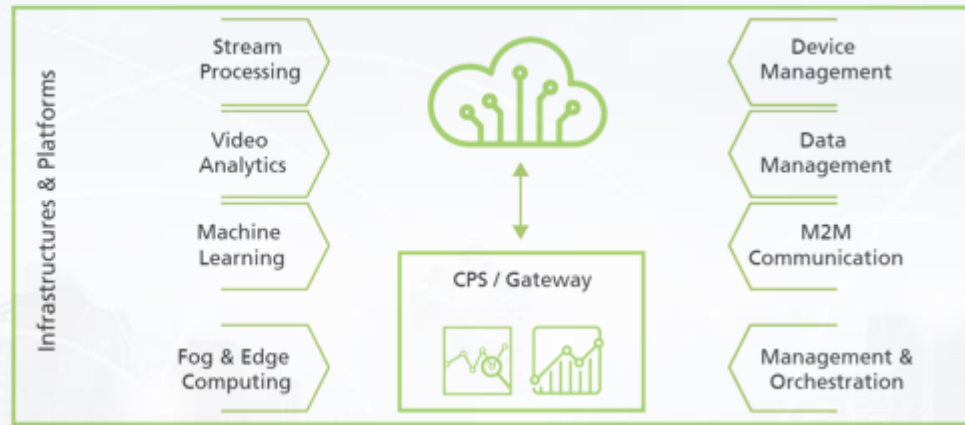 Infrastructures & Platforms
Stream
Processing
Video
Analytics
Machine
Learning
Fog & Edge
Computing
CPS / Gateway
Device
Management
Data
Management
M2M
Communication
Management &
Orchestration